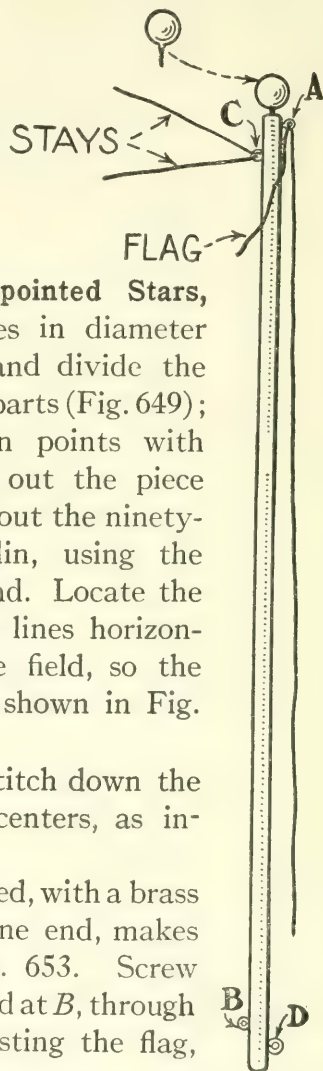 A
C
STAYS
FLAG
pointed Stars,
es in diameter
and divide the
parts (Fig. 649);
n points with
out the piece
out the ninety-
lin, using the
nd. Locate the
lines horizon-
e field, so the
shown in Fig.
titch down the
centers, as in-
ed, with a brass
ne end, makes
. 653. Screw
d at B, through
sting the flag,
B
D